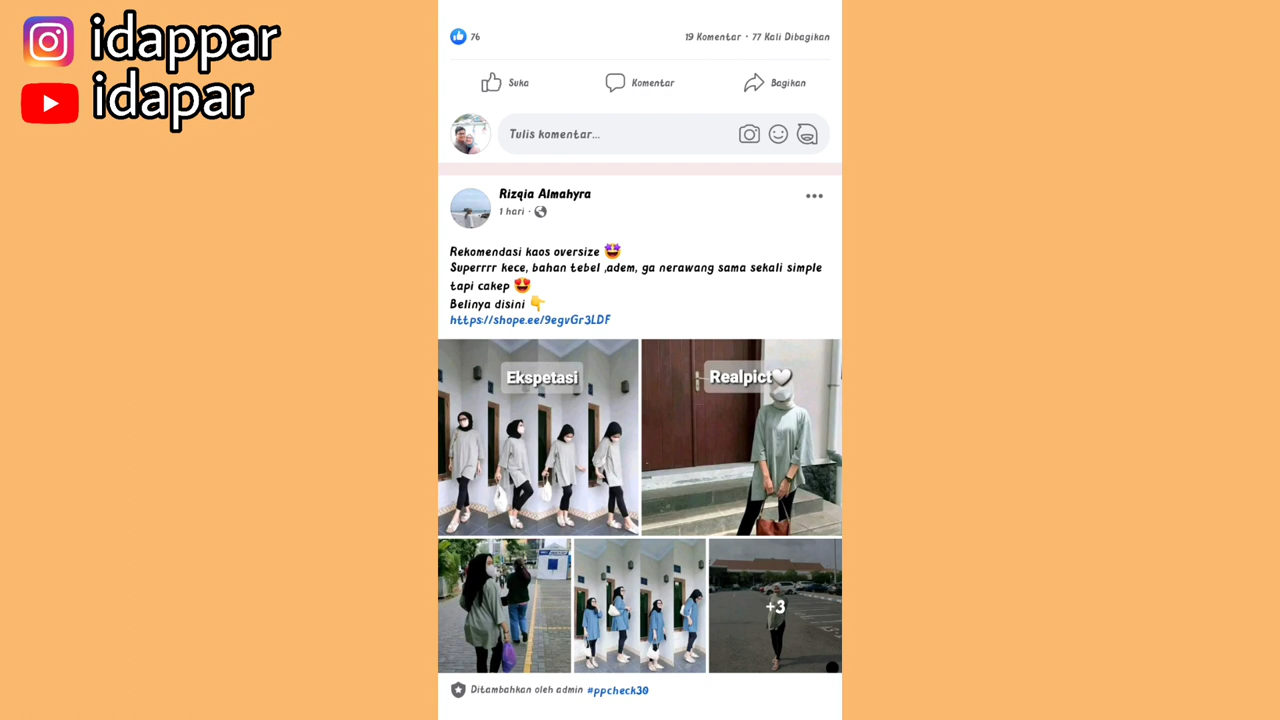 idappar
idapar
76
19 Komentar · 77 Kali Dibagikan
Suka
Komentar
Bagikan
Tulis komentar...
Rizqia Almahyra
1 hari ·
Rekomendasi kaos oversize 🤩
Superrrr kece, bahan tebel ,adem, ga nerawang sama sekali simple
tapi cakep 😍
Belinya disini 👇
https://shope.ee/9egvGr3LDF
Ekspetasi
Realpict🤍
+3
Ditambahkan oleh admin #ppcheck30